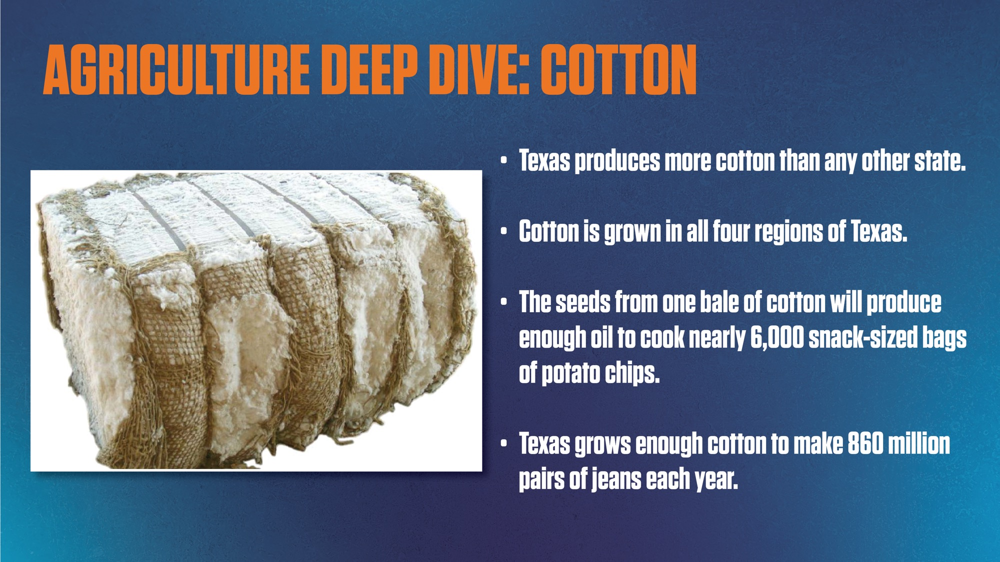 AGRICULTURE DEEP DIVE: COTTON
• Texas produces more cotton than any other state.
• Cotton is grown in all four regions of Texas.
• The seeds from one bale of cotton will produce
enough oil to cook nearly 6,000 snack-sized bags
of potato chips.
• Texas grows enough cotton to make 860 million
pairs of jeans each year.